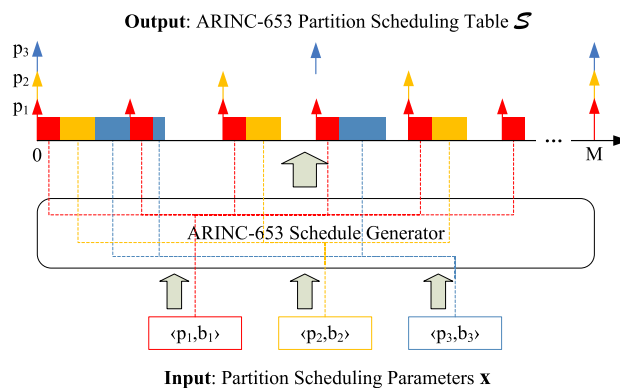 Output: ARINC-653 Partition Scheduling Table S
p3
p2
p1
0 ... M
ARINC-653 Schedule Generator
‹p1,b1› ‹p2,b2› ‹p3,b3›
Input: Partition Scheduling Parameters x